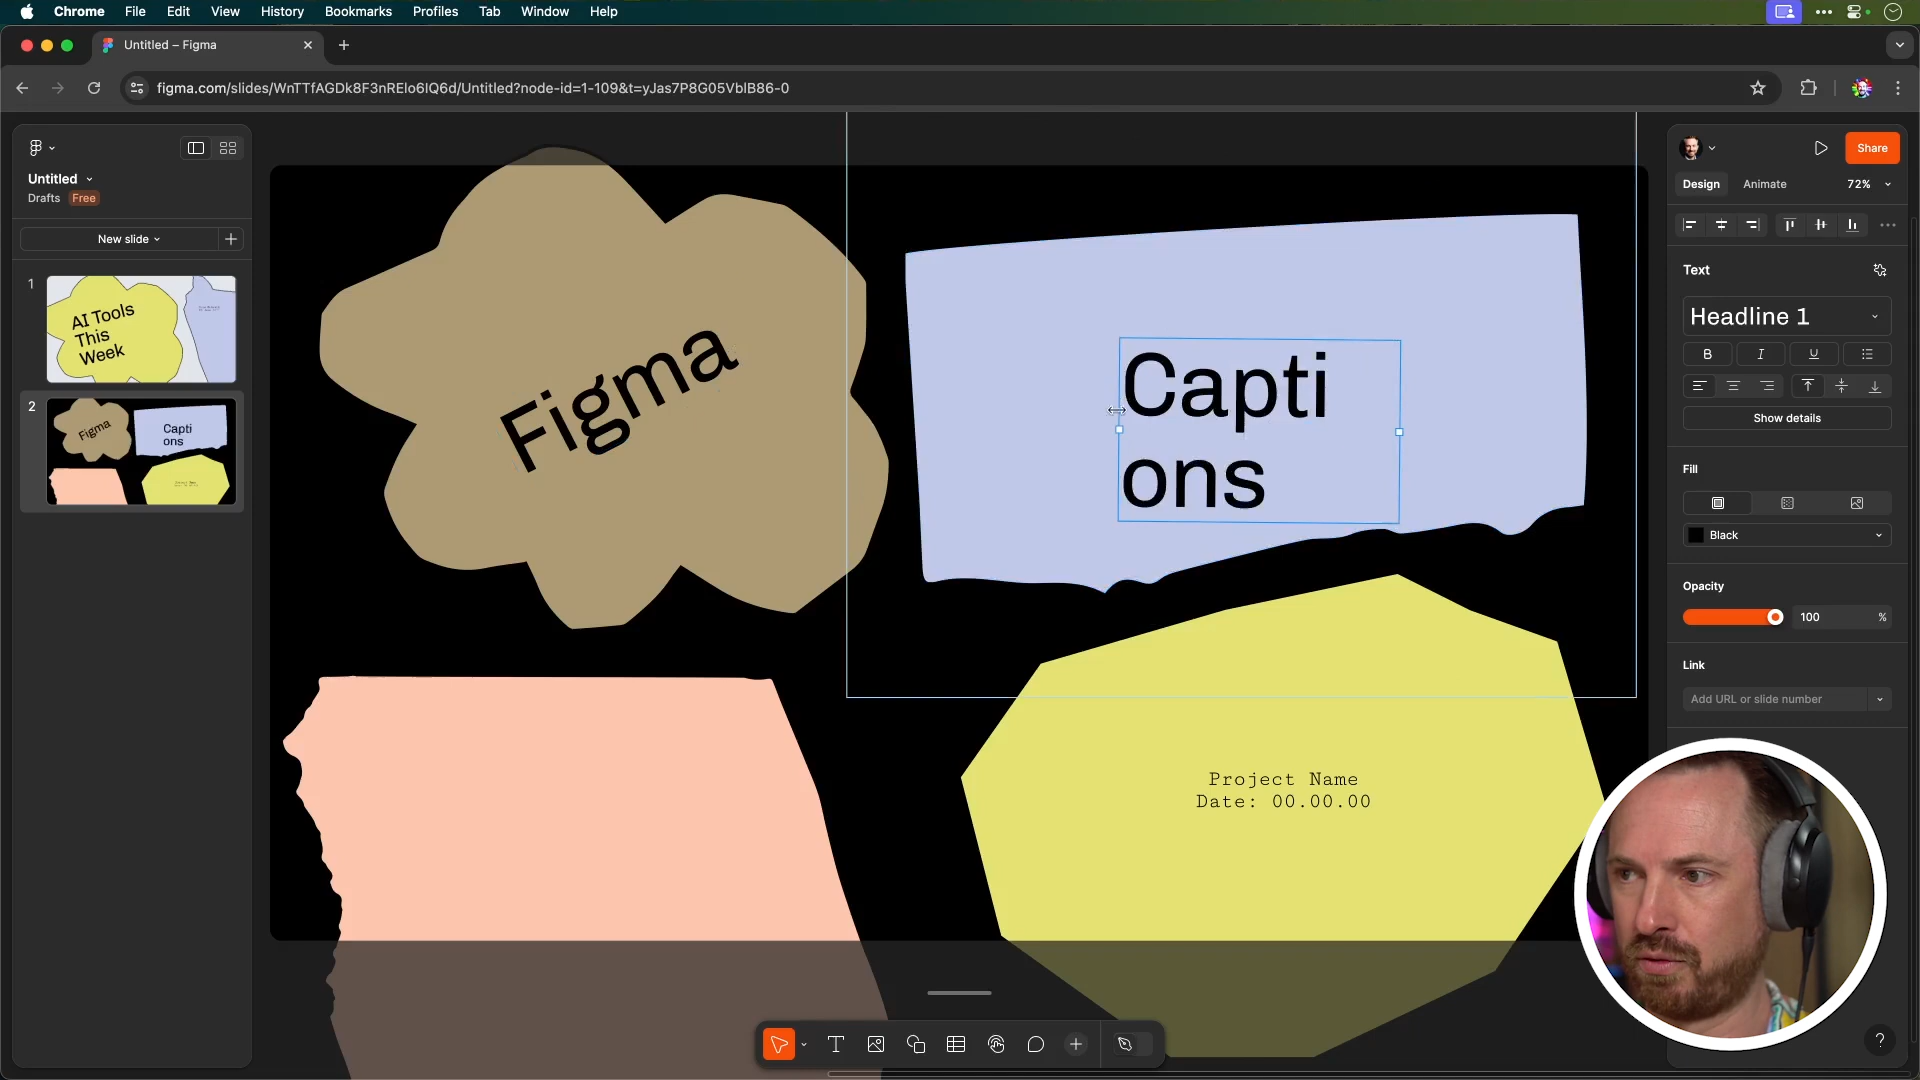 Chrome File Edit View History Bookmarks Profiles Tab Window Help
Untitled – Figma
figma.com/slides/WnTTfAGDk8F3nRElo6IQ6d/Untitled?node-id=1-109&t=yJas7P8G05VblB86-0
Untitled
Drafts Free
New slide
1
AI Tools
This
Week
2
Figma
Capti
ons
Figma
Capti
ons
Project Name
Date: 00.00.00
Share
Design Animate 72%
Text
Headline 1
B I U
Show details
Fill
Black
Opacity
100 %
Link
Add URL or slide number
T
?